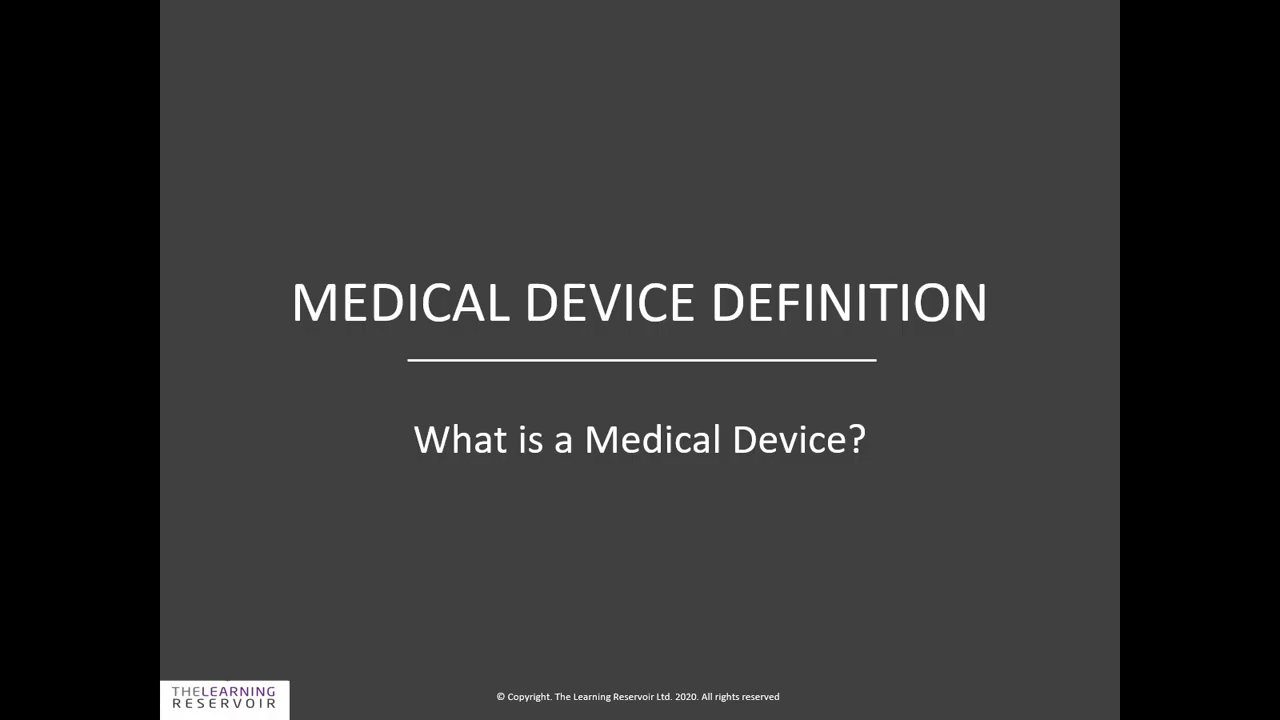 MEDICAL DEVICE DEFINITION
What is a Medical Device?
THELEARNING
RESERVOIR
© Copyright. The Learning Reservoir Ltd. 2020. All rights reserved